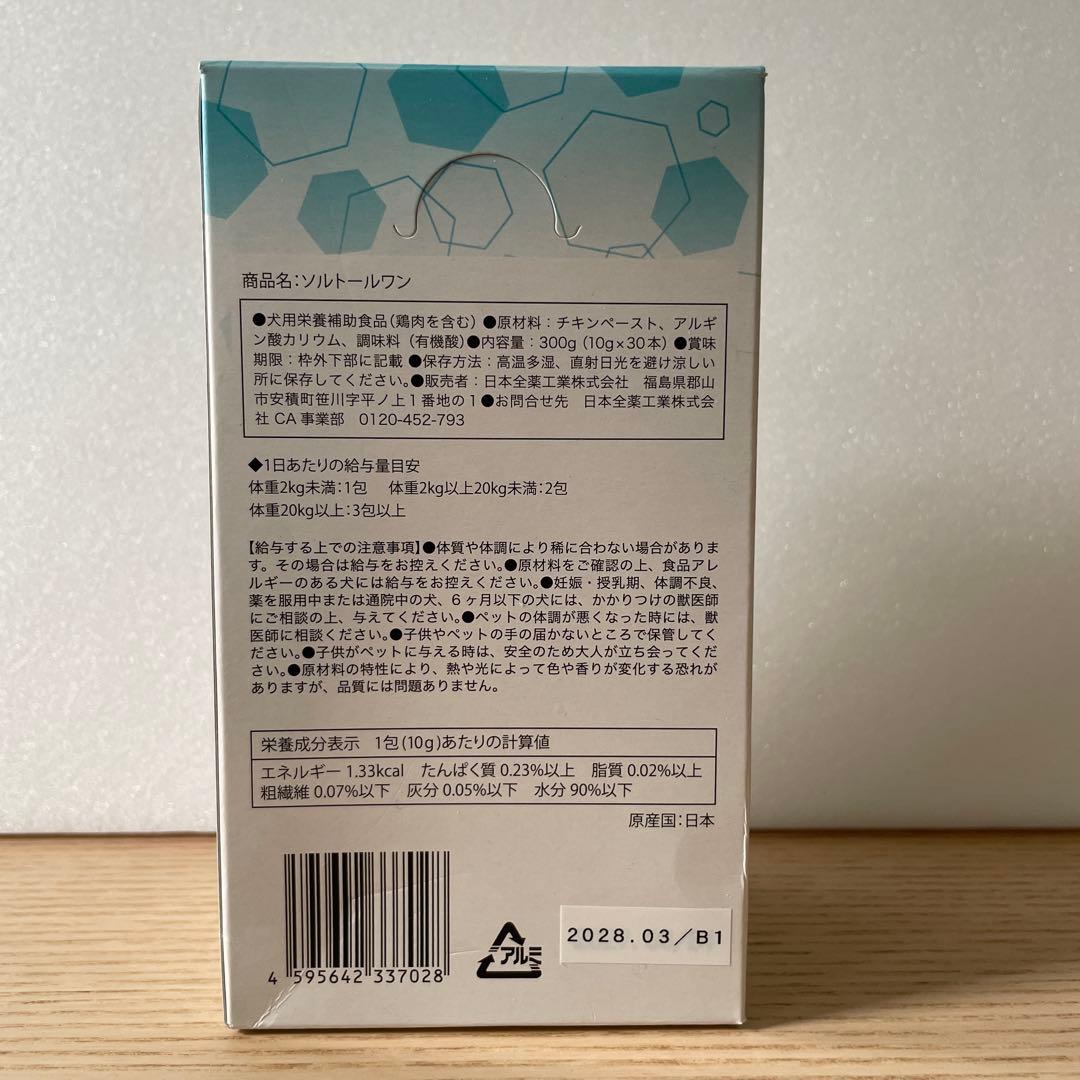 商品名：ソルトールワン
●犬用栄養補助食品（鶏肉を含む）●原材料：チキンペースト、アルギ
ン酸カリウム、調味料（有機酸）●内容量：300g（10g×30本）●賞味
期限：枠外下部に記載 ●保存方法：高温多湿、直射日光を避け涼しい
所に保存してください。●販売者：日本全薬工業株式会社　福島県郡山
市安積町笹川字平ノ上１番地の１●お問合せ先　日本全薬工業株式会
社 CA 事業部　0120-452-793
◆1日あたりの給与量目安
体重2kg未満：1包　体重2kg以上20kg未満：2包
体重20kg以上：3包以上
【給与する上での注意事項】●体質や体調により稀に合わない場合がありま
す。その場合は給与をお控えください。●原材料をご確認の上、食品アレ
ルギーのある犬には給与をお控えください。●妊娠・授乳期、体調不良、
薬を服用中または通院中の犬、６ヶ月以下の犬には、かかりつけの獣医師
にご相談の上、与えてください。●ペットの体調が悪くなった時には、獣
医師に相談ください。●子供やペットの手の届かないところで保管してく
ださい。●子供がペットに与える時は、安全のため大人が立ち会ってくだ
さい。●原材料の特性により、熱や光によって色や香りが変化する恐れが
ありますが、品質には問題ありません。
栄養成分表示　1包（10g）あたりの計算値
エネルギー 1.33kcal　たんぱく質 0.23%以上　脂質 0.02%以上
粗繊維 0.07%以下　灰分 0.05%以下　水分 90%以下
原産国：日本
4 595642 337028
アルミ
2028.03/B1